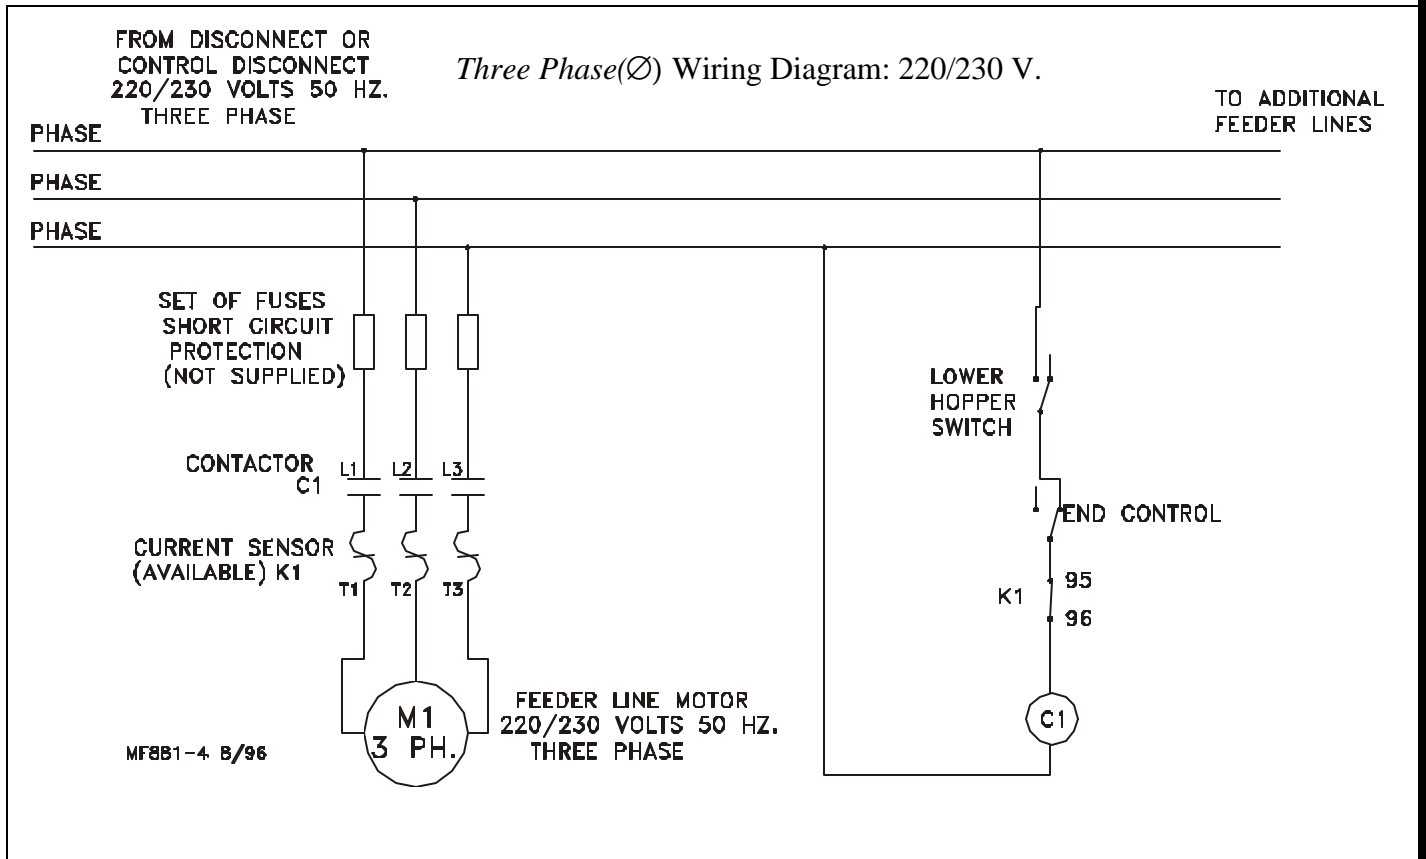 FROM DISCONNECT OR
CONTROL DISCONNECT
220/230 VOLTS 50 HZ.
THREE PHASE
Three Phase(∅) Wiring Diagram: 220/230 V.
TO ADDITIONAL
FEEDER LINES
PHASE
PHASE
PHASE
SET OF FUSES
SHORT CIRCUIT
PROTECTION
(NOT SUPPLIED)
LOWER
HOPPER
SWITCH
CONTACTOR
C1
L1 L2 L3
END CONTROL
CURRENT SENSOR
(AVAILABLE) K1
T1 T2 T3
K1
95
96
M1
3 PH.
FEEDER LINE MOTOR
220/230 VOLTS 50 HZ.
THREE PHASE
C1
MF8B1-4 8/96